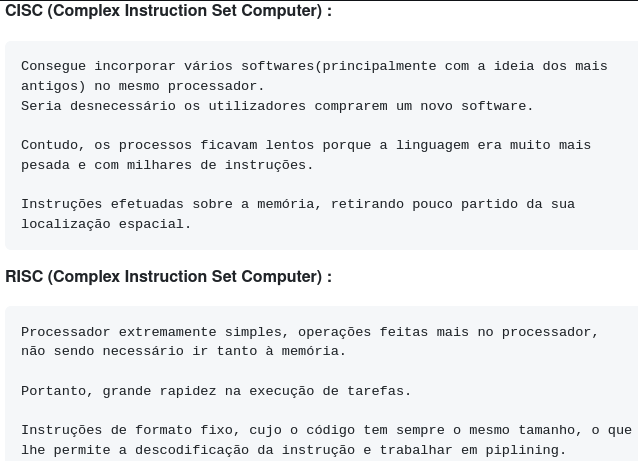 CISC (Complex Instruction Set Computer) :
Consegue incorporar vários softwares(principalmente com a ideia dos mais
antigos) no mesmo processador.
Seria desnecessário os utilizadores comprarem um novo software.
Contudo, os processos ficavam lentos porque a linguagem era muito mais
pesada e com milhares de instruções.
Instruções efetuadas sobre a memória, retirando pouco partido da sua
localização espacial.
RISC (Complex Instruction Set Computer) :
Processador extremamente simples, operações feitas mais no processador,
não sendo necessário ir tanto à memória.
Portanto, grande rapidez na execução de tarefas.
Instruções de formato fixo, cujo o código tem sempre o mesmo tamanho, o que
lhe permite a descodificação da instrução e trabalhar em piplining.